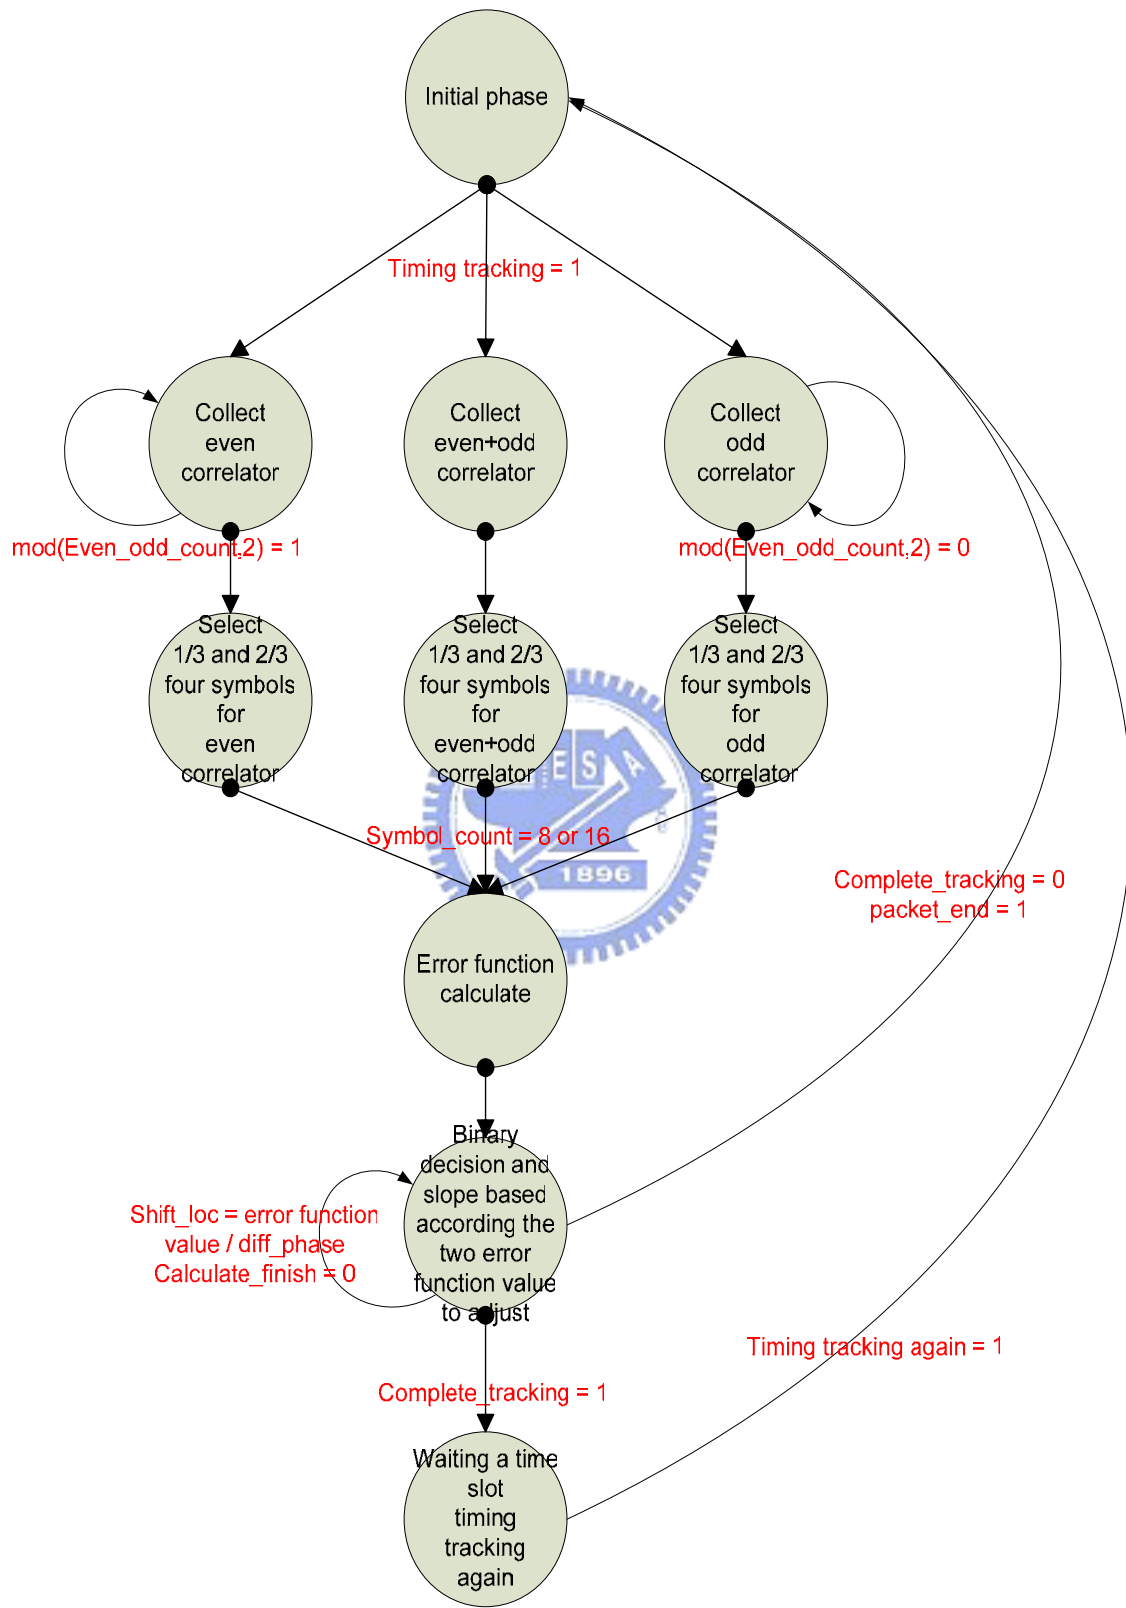 Initial phase
Timing tracking = 1
Collect
even
correlator
Collect
even+odd
correlator
Collect
odd
correlator
mod(Even_odd_count,2) = 1
mod(Even_odd_count,2) = 0
Select
1/3 and 2/3
four symbols
for
even
correlator
Select
1/3 and 2/3
four symbols
for
even+odd
correlator
Select
1/3 and 2/3
four symbols
for
odd
correlator
E S A
Symbol_count = 8 or 16
1896
Complete_tracking = 0
packet_end = 1
Error function
calculate
Binary
decision and
slope based
according the
two error
function value
to adjust
Shift_loc = error function
value / diff_phase
Calculate_finish = 0
Timing tracking again = 1
Complete_tracking = 1
Waiting a time
slot
timing
tracking
again